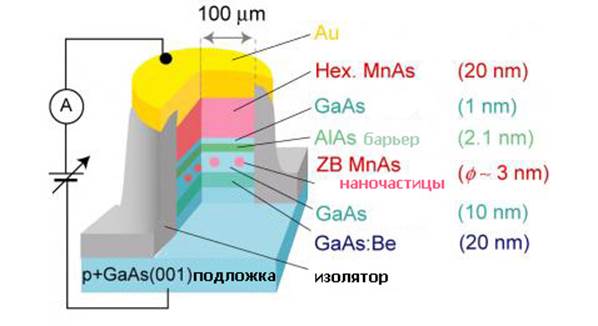 100 μm
Au
Hex. MnAs (20 nm)
GaAs (1 nm)
AlAs барьер (2.1 nm)
ZB MnAs (ϕ~ 3 nm)
наночастицы
GaAs (10 nm)
GaAs:Be (20 nm)
A
p+GaAs(001)подложка
изолятор